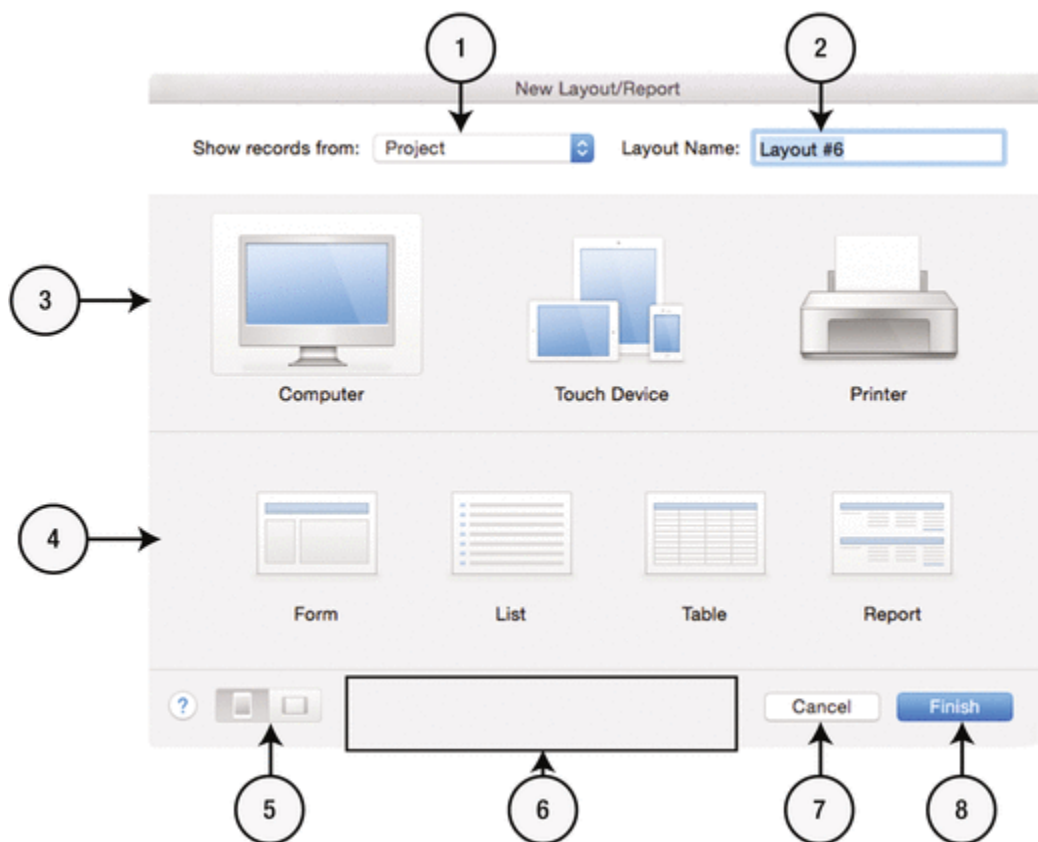 1
2
New Layout/Report
Show records from: Project Layout Name: Layout #6
3
Computer Touch Device Printer
4
Form List Table Report
? Cancel Finish
5 6 7 8